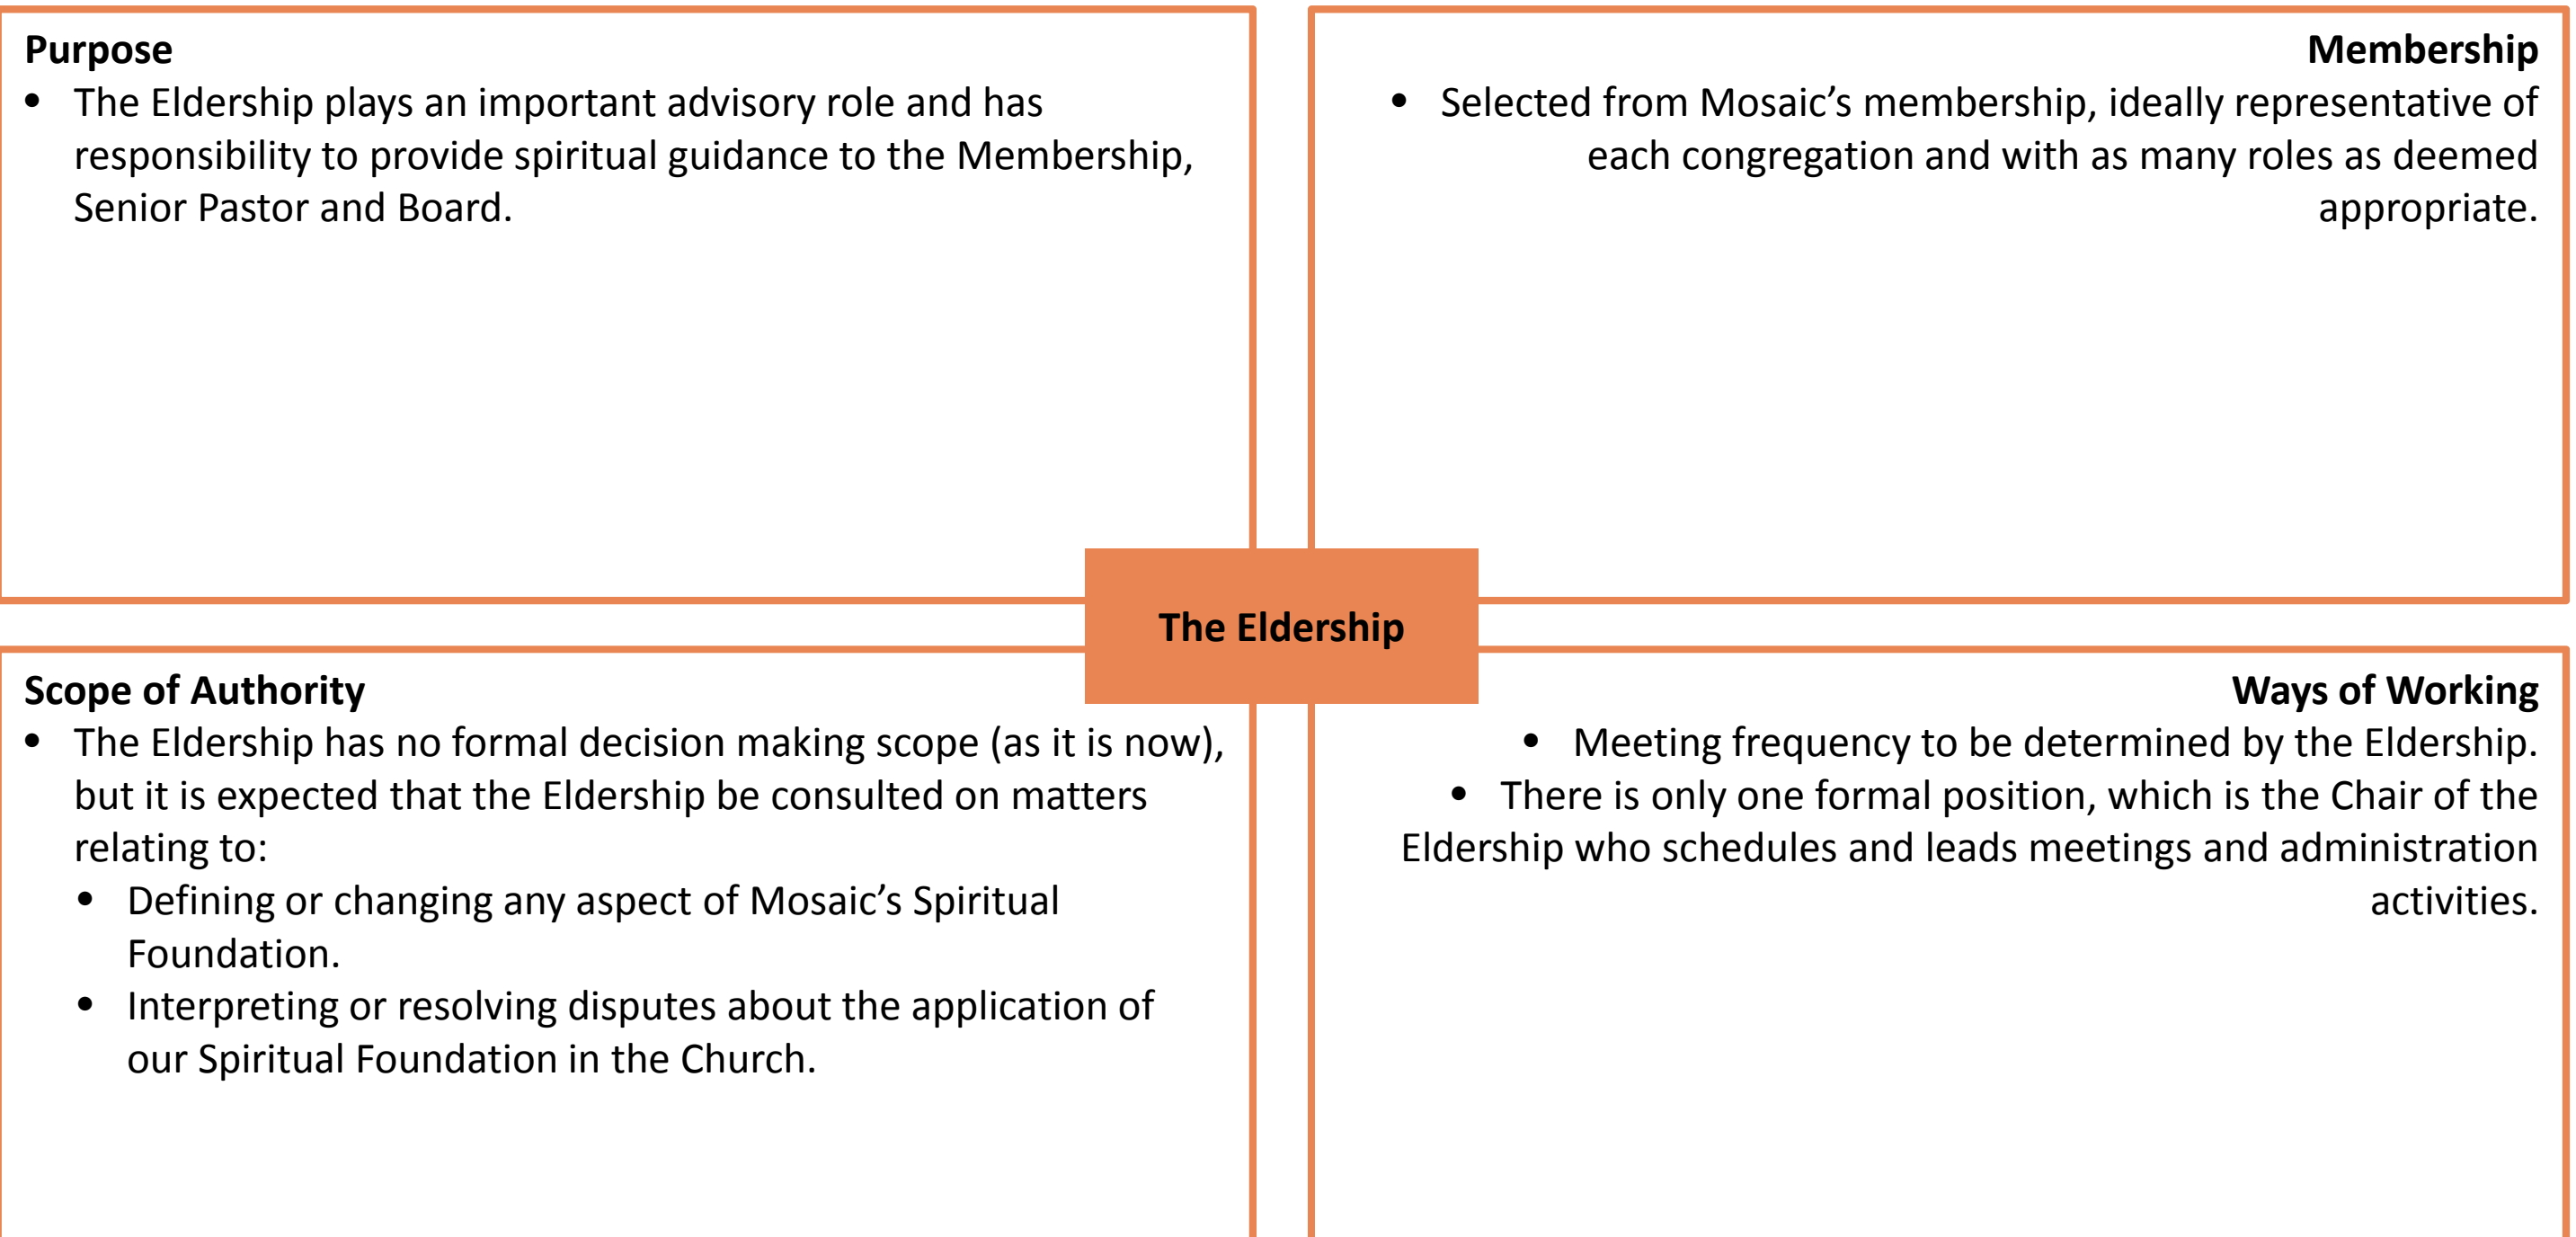 Purpose
• The Eldership plays an important advisory role and has
responsibility to provide spiritual guidance to the Membership,
Senior Pastor and Board.
Membership
• Selected from Mosaic’s membership, ideally representative of
each congregation and with as many roles as deemed
appropriate.
The Eldership
Scope of Authority
• The Eldership has no formal decision making scope (as it is now),
but it is expected that the Eldership be consulted on matters
relating to:
• Defining or changing any aspect of Mosaic’s Spiritual
Foundation.
• Interpreting or resolving disputes about the application of
our Spiritual Foundation in the Church.
Ways of Working
• Meeting frequency to be determined by the Eldership.
• There is only one formal position, which is the Chair of the
Eldership who schedules and leads meetings and administration
activities.